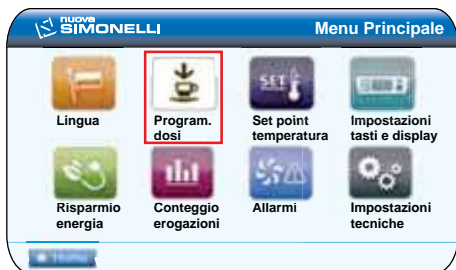 nuova
SIMONELLI
Menu Principale
Lingua
Program.
dosi
SET
Set point
temperatura
Impostazioni
tasti e display
Risparmio
energia
Conteggio
erogazioni
Allarmi
Impostazioni
tecniche
Home